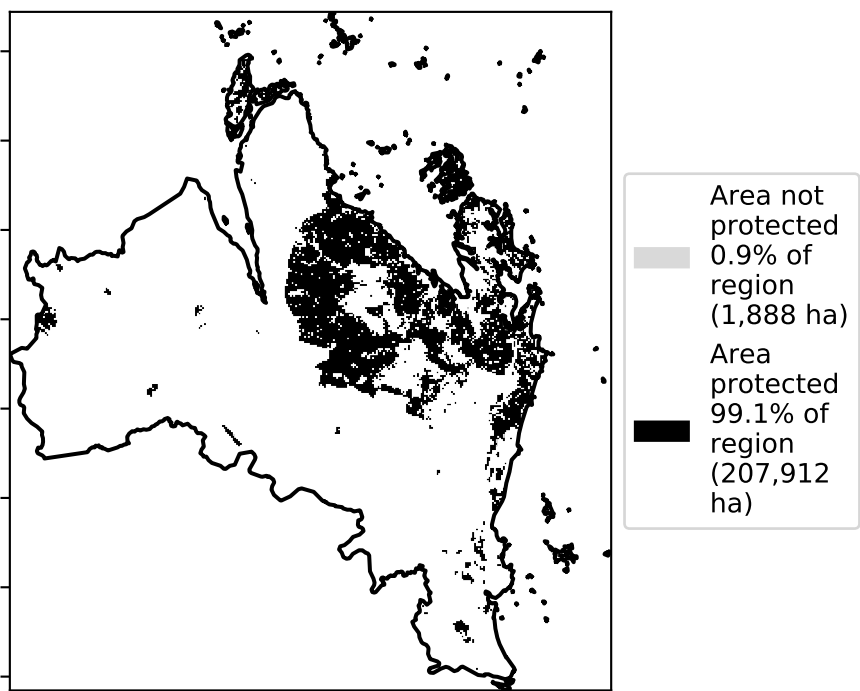 Area not
protected
0.9% of
region
(1,888 ha)
Area
protected
99.1% of
region
(207,912
ha)